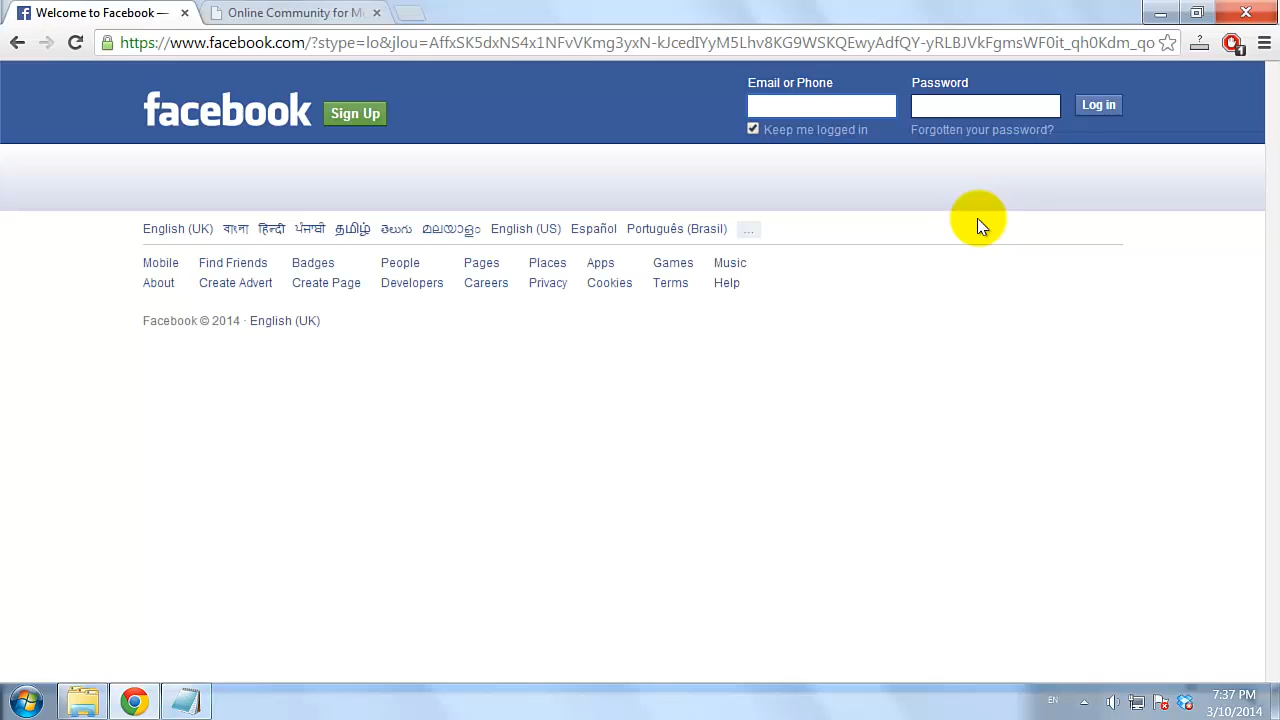 Welcome to Facebook —
Online Community for M
https://www.facebook.com/?stype=lo&jlou=
1
facebook
Sign Up
Email or Phone
Password
Log in
Keep me logged in
Forgotten your password?
English (UK) বাংলা हिन्दी ਪੰਜਾਬੀ தமிழ் తెలుగు മലയാളം English (US) Español Português (Brasil) ...
Mobile Find Friends Badges People Pages Places Apps Games Music
About Create Advert Create Page Developers Careers Privacy Cookies Terms Help
Facebook © 2014 · English (UK)
EN
7:37 PM
3/10/2014